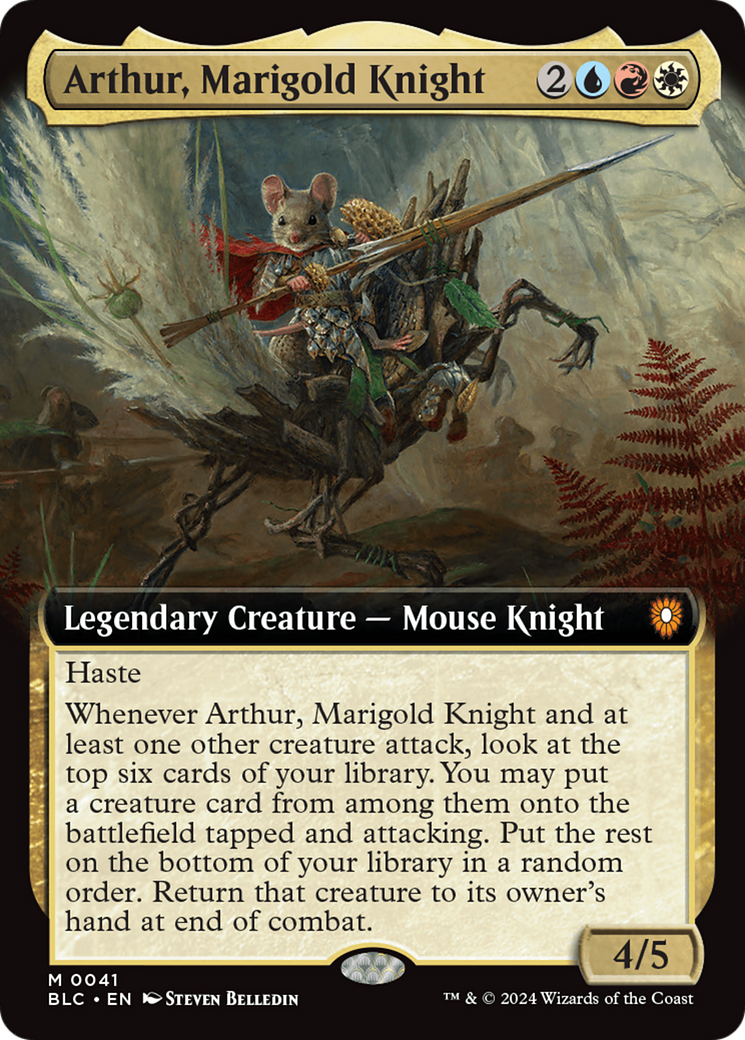 Arthur, Marigold Knight 2
Legendary Creature — Mouse Knight
Haste
Whenever Arthur, Marigold Knight and at
least one other creature attack, look at the
top six cards of your library. You may put
a creature card from among them onto the
battlefield tapped and attacking. Put the rest
on the bottom of your library in a random
order. Return that creature to its owner's
hand at end of combat.
4/5
M 0041
BLC • EN Steven Belledin
™ & © 2024 Wizards of the Coast